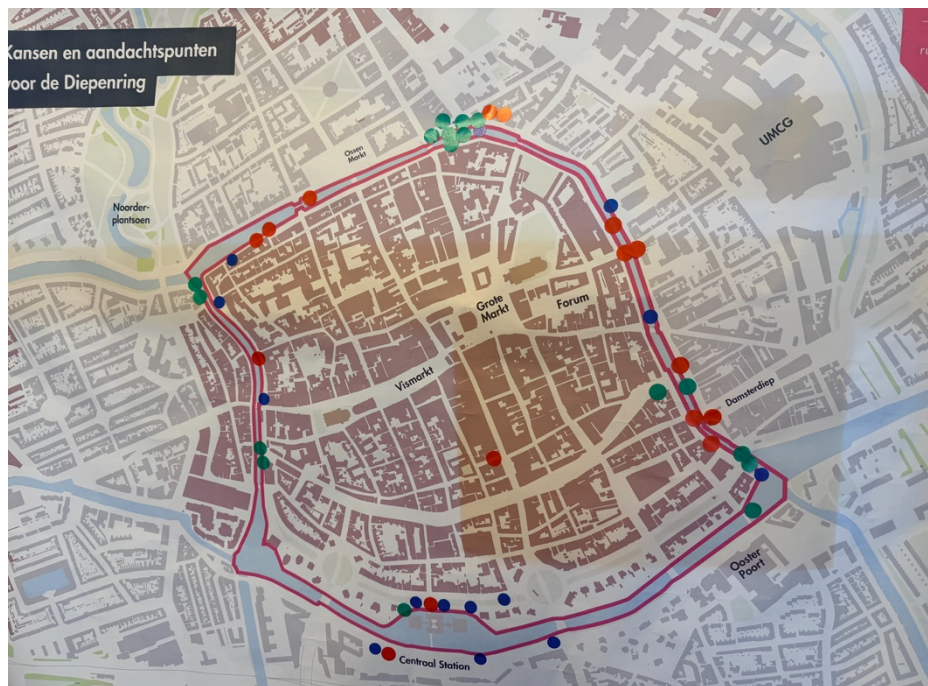 Kansen en aandachtspunten
voor de Diepenring
ru
UMCG
Ossen
Markt
Noorder-
plantsoen
Grote
Markt
Forum
Vismarkt
Damsterdiep
Ooster
Poort
Centraal Station